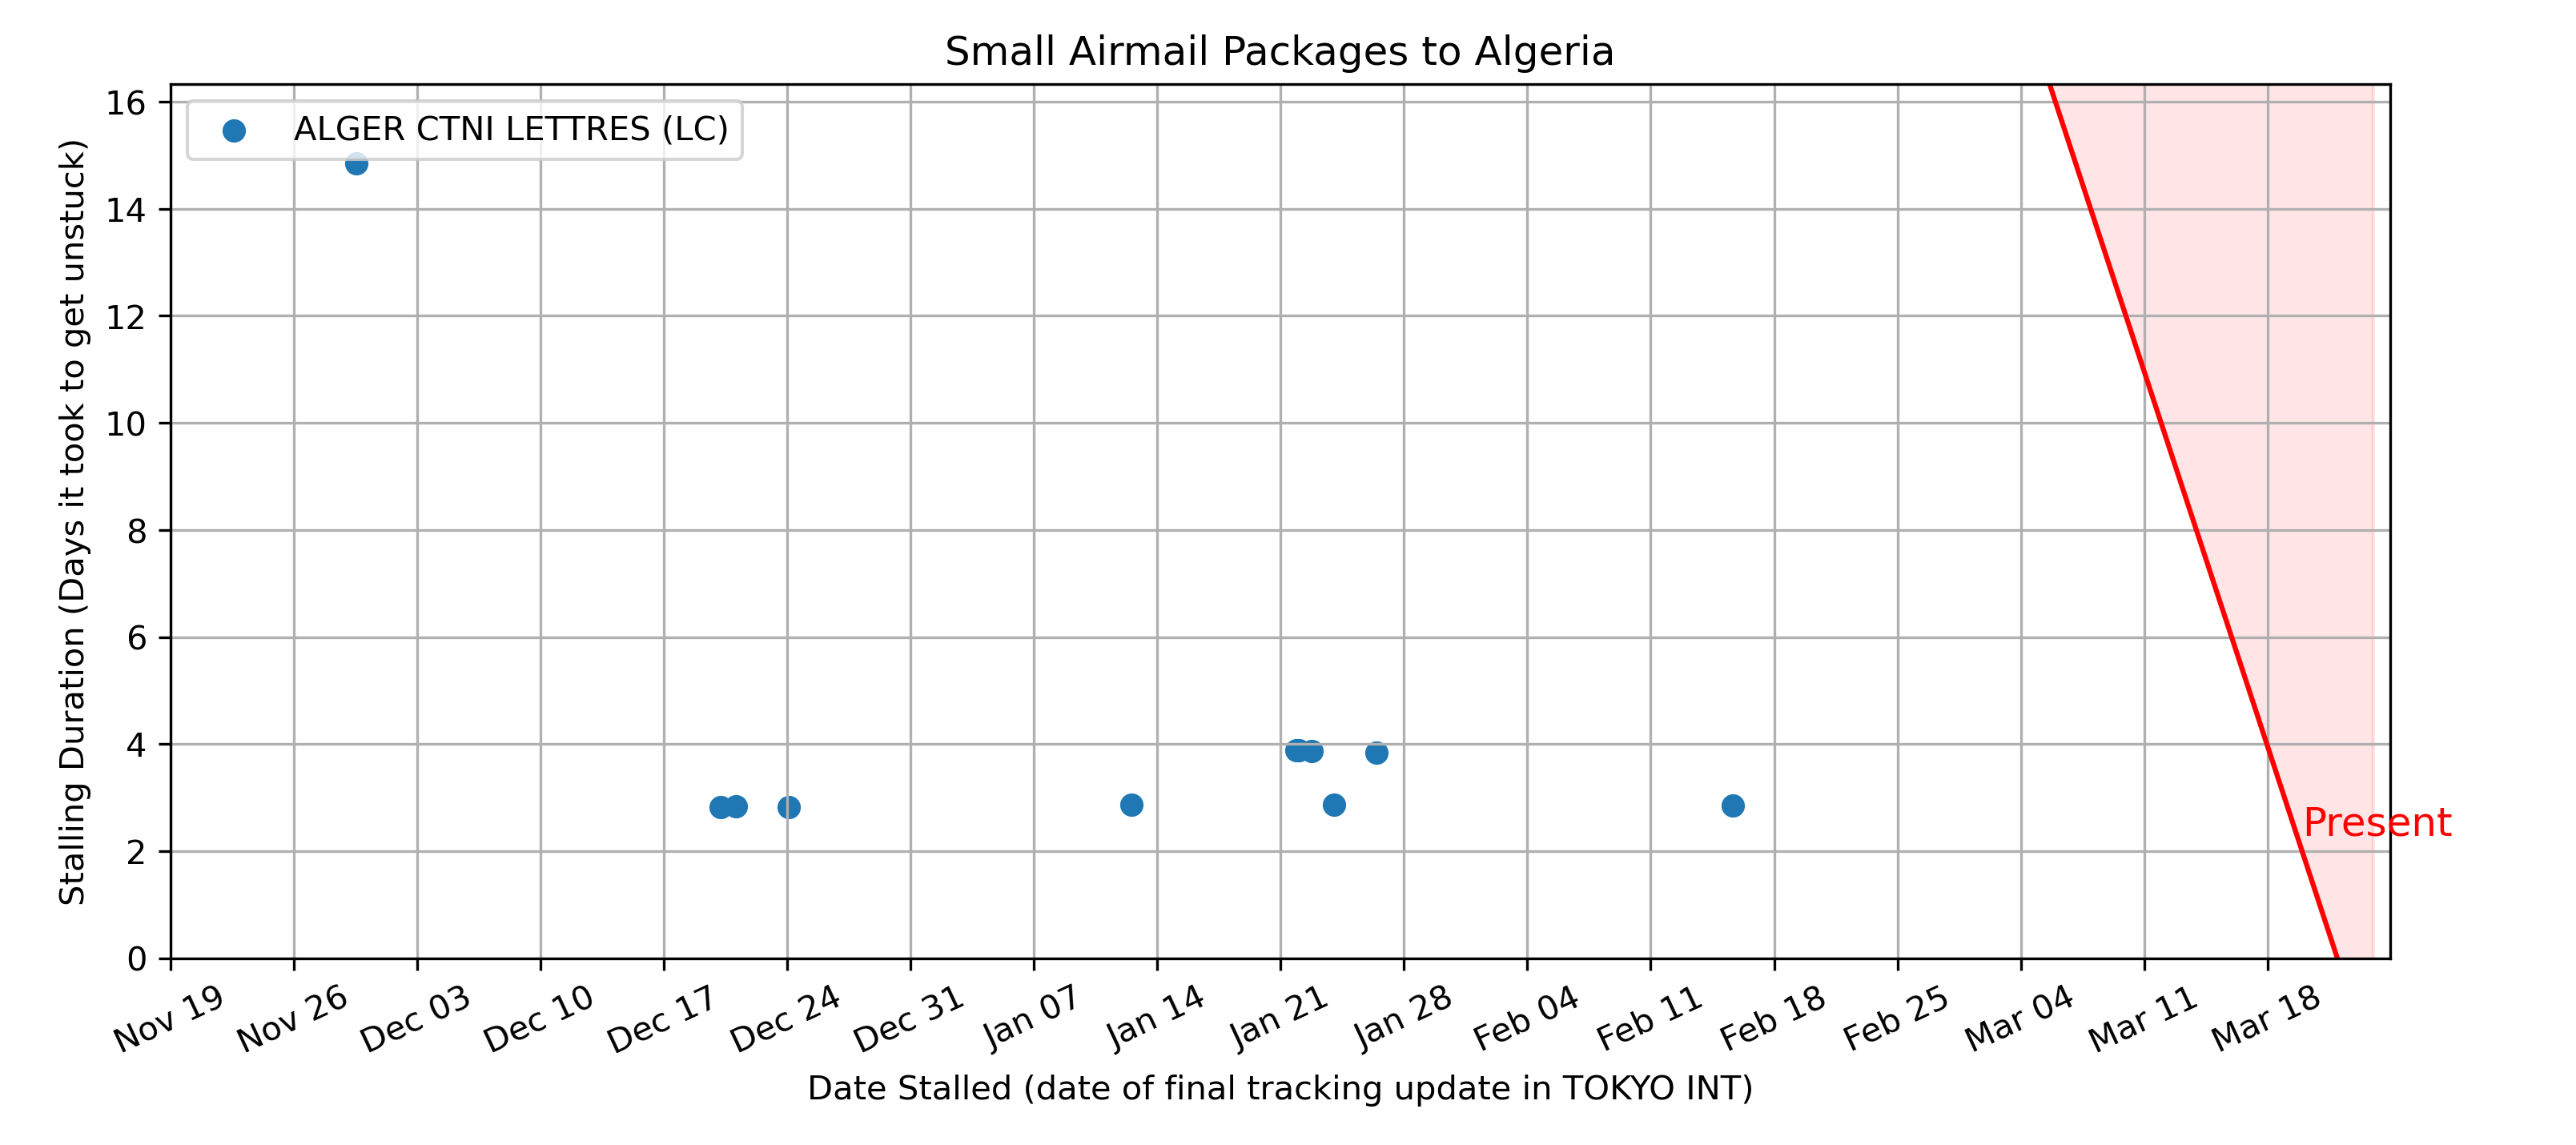 Small Airmail Packages to Algeria
ALGER CTNI LETTRES (LC)
Stalling Duration (Days it took to get unstuck)
16
14
12
10
8
6
4
2
0
Present
Nov 19
Nov 26
Dec 03
Dec 10
Dec 17
Dec 24
Dec 31
Jan 07
Jan 14
Jan 21
Jan 28
Feb 04
Feb 11
Feb 18
Feb 25
Mar 04
Mar 11
Mar 18
Date Stalled (date of final tracking update in TOKYO INT)